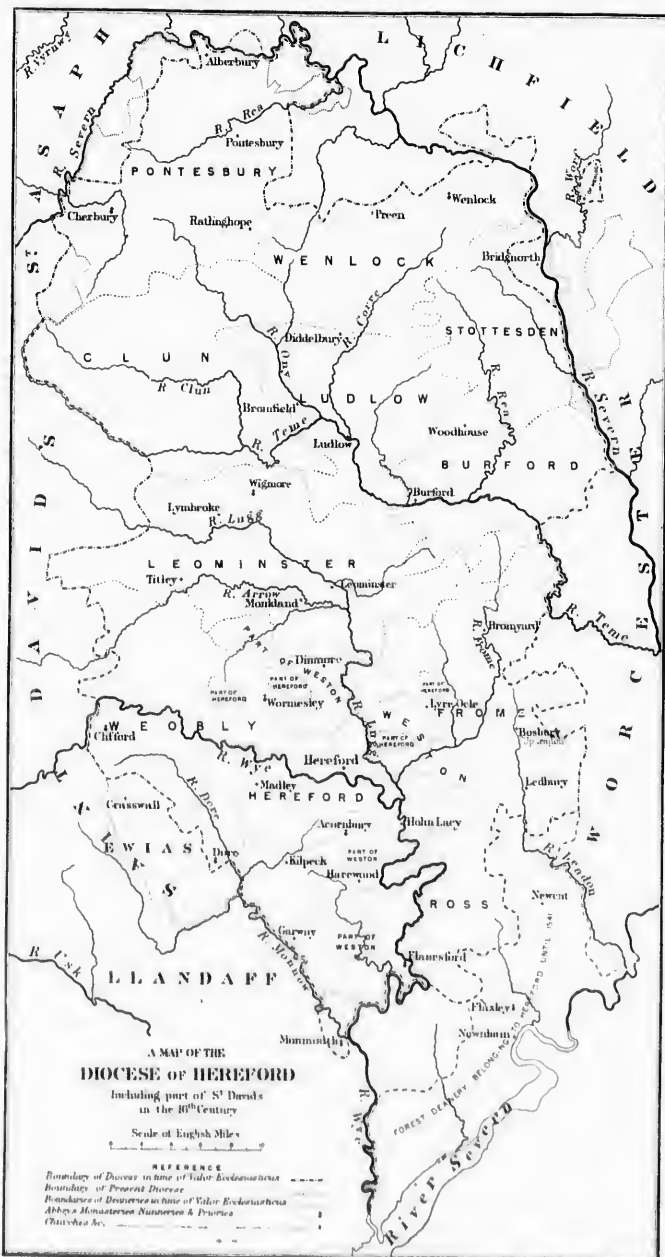 LICHFIELD
St ASAPH
R. Vyrnwy
R. Severn
Alberbury
R. Rea
Pontesbury
PONTESBURY
R. Worf
Wenlock
Preen
Cherbury
Ratlinghope
WENLOCK
Bridgnorth
Diddelbury
R. Corve
STOTTESDEN
CLUN
R. Ony
R. Clun
LUDLOW
R. Rea
R. Severn
Bromfield
R. Teme
Ludlow
Woodhouse
BURFORD
Wigmore
Burford
St DAVIDS
Lymbroke
R. Lugg
LEOMINSTER
Titley
Leominster
R. Arrow
Monkland
R. Teme
WORCESTER
Bromyard
R. Frome
PART OF WESTON
Dinmore
PART OF
HEREFORD
PART OF
HEREFORD
PART OF
HEREFORD
Wormesley
Lyre Ocle
FROME
WESTON
R. Lugg
PART OF
HEREFORD
WEOBLY
Clifford
Bosbury
R. Wye
Hereford
Madley
HEREFORD
Ledbury
R. Dore
Craswall
Acornbury
Holm Lacy
PART OF
WESTON
EWIAS
Dore
Kilpeck
Harewood
R. Leadon
ROSS
Newent
Garway
PART OF
WESTON
Flanesford
R. Monnow
R. Usk
LLANDAFF
Flaxley
Newnham
Monmouth
FOREST DEANERY BELONGING TO HEREFORD UNTIL 1541
R. Wye
River Severn
A MAP OF THE
DIOCESE OF HEREFORD
Including part of St Davids
in the 16th Century
Scale of English Miles
REFERENCE
Boundary of Diocese in time of Valor Ecclesiasticus
Boundary of Present Diocese
Boundaries of Deaneries in time of Valor Ecclesiasticus
Abbeys Monasteries Nunneries & Priories
Churches &c.